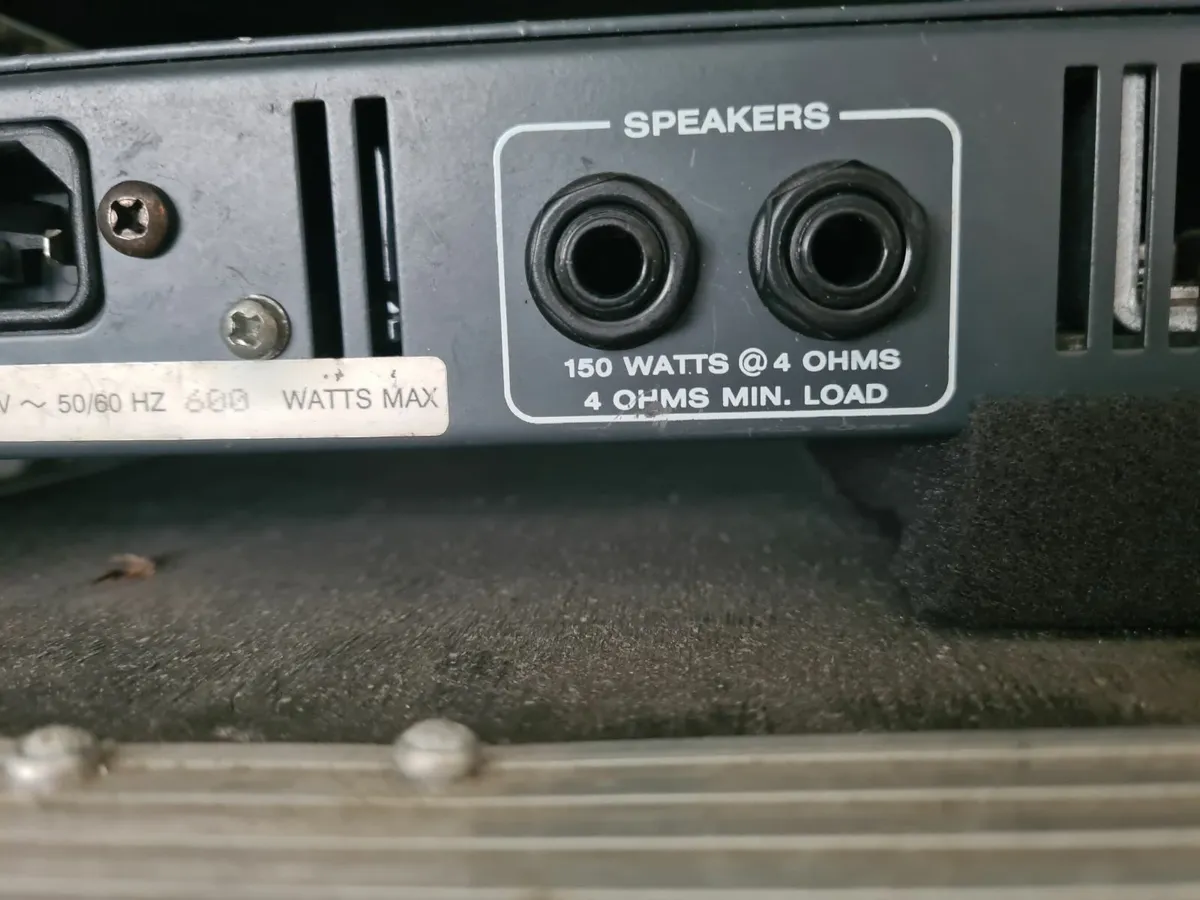 SPEAKERS
150 WATTS @ 4 OHMS
4 OHMS MIN. LOAD
V ~ 50/60 HZ 600 WATTS MAX